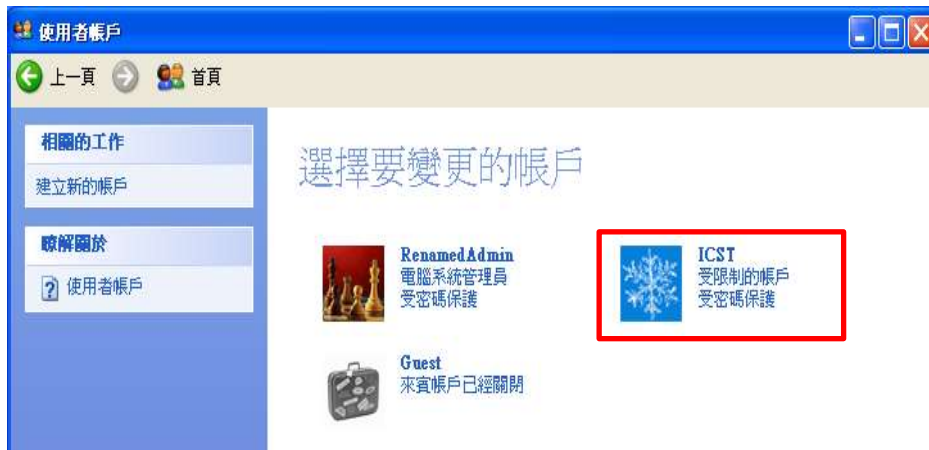 使用者帳戶
上一頁 首頁
相關的工作
建立新的帳戶
瞭解關於
使用者帳戶
選擇要變更的帳戶
RenamedAdmin
電腦系統管理員
受密碼保護
ICST
受限制的帳戶
受密碼保護
Guest
來賓帳戶已經關閉